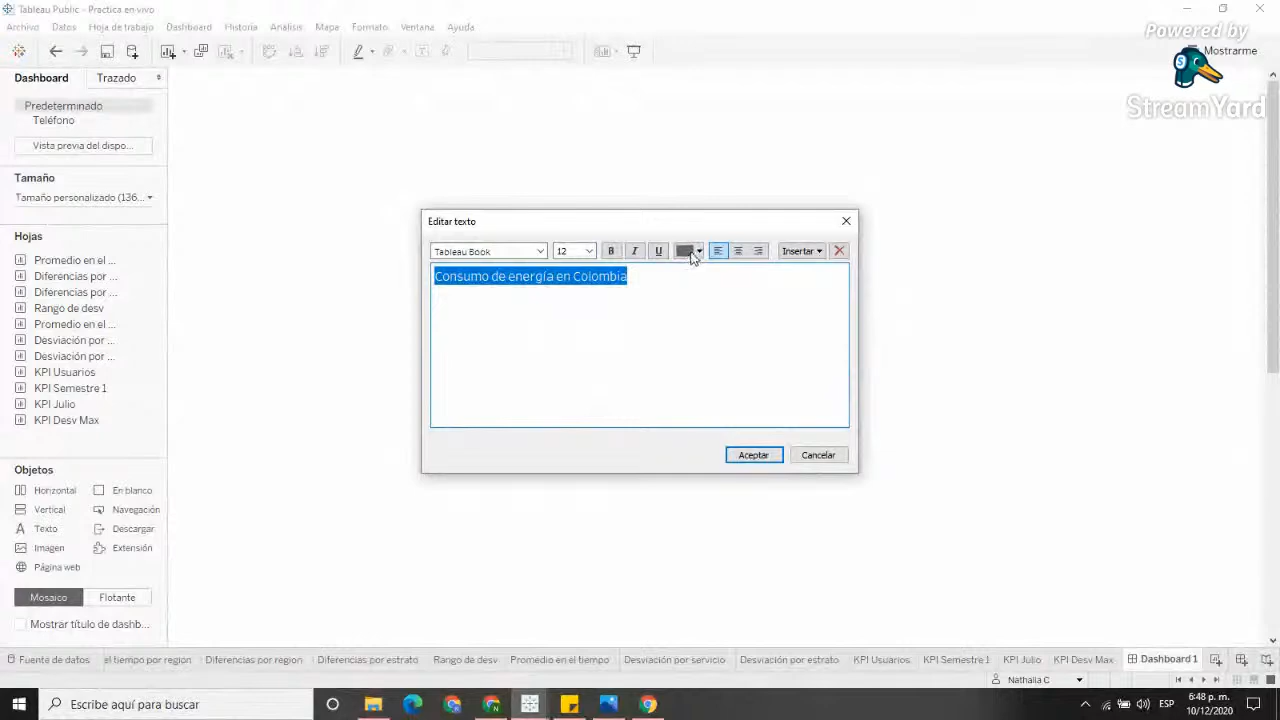 Tableau Public - Practica en-vivo
Archivo Datos Hoja de trabajo Dashboard Historia Análisis Mapa Formato Ventana Ayuda
Powered by
Mostrarme
StreamYard
Dashboard Trazado
Predeterminado
Teléfono
Vista previa del dispo...
Tamaño
Tamaño personalizado (136...
Hojas
Promedio en el ...
Diferencias por ...
Diferencias por ...
Rango de desv
Promedio en el ...
Desviación por ...
Desviación por ...
KPI Usuarios
KPI Semestre 1
KPI Julio
KPI Desv Max
Objetos
Horizontal En blanco
Vertical Navegación
Texto Descargar
Imagen Extensión
Página web
Mosaico Flotante
Mostrar título de dashb...
Editar texto
Tableau Book 12 B I U Insertar
Consumo de energía en Colombia
Aceptar Cancelar
Fuente de datos el tiempo por región Diferencias por región Diferencias por estrato Rango de desv Promedio en el tiempo Desviación por servicio Desviación por estrato KPI Usuarios KPI Semestre 1 KPI Julio KPI Desv Max Dashboard 1
Nathalia C
Escribe aquí para buscar
ESP
6:48 p. m.
10/12/2020